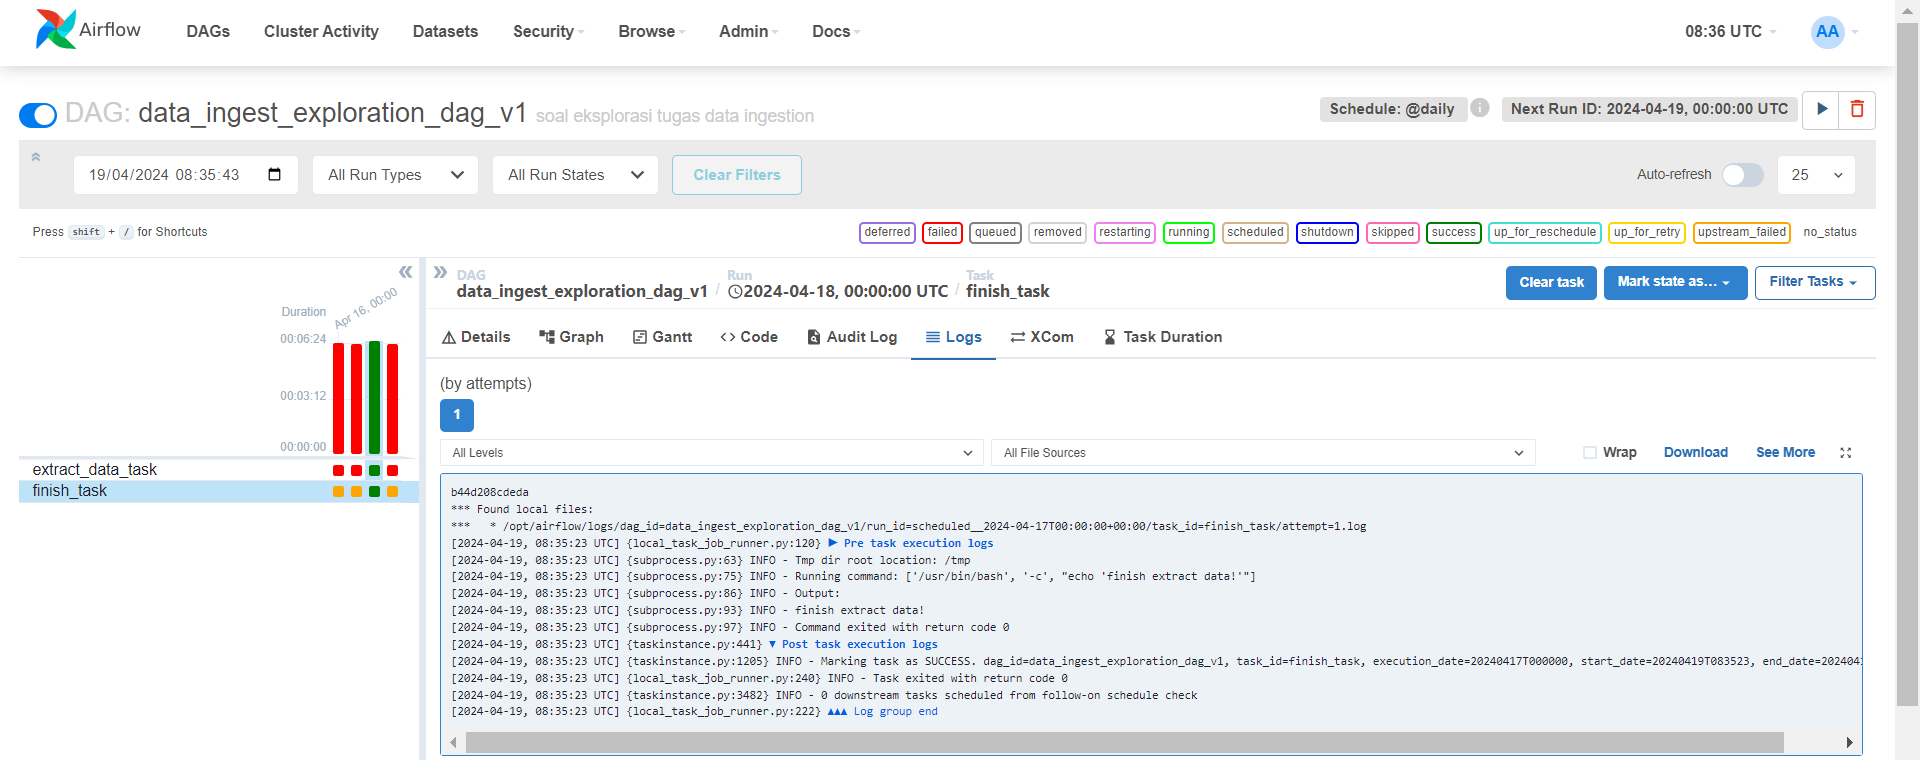 Airflow DAGs Cluster Activity Datasets Security Browse Admin Docs 08:36 UTC AA
DAG: data_ingest_exploration_dag_v1 soal eksplorasi tugas data ingestion Schedule: @daily i Next Run ID: 2024-04-19, 00:00:00 UTC
19/04/2024 08:35:43 All Run Types All Run States Clear Filters Auto-refresh 25
Press shift + / for Shortcuts deferred failed queued removed restarting running scheduled shutdown skipped success up_for_reschedule up_for_retry upstream_failed no_status
DAG Run Task
data_ingest_exploration_dag_v1 / 2024-04-18, 00:00:00 UTC / finish_task Clear task Mark state as... Filter Tasks
Duration Apr 16, 00:00
00:06:24
00:03:12
00:00:00
extract_data_task
finish_task
Details Graph Gantt <> Code Audit Log Logs XCom Task Duration
(by attempts)
1
All Levels All File Sources Wrap Download See More
b44d208cdeda
*** Found local files:
***   * /opt/airflow/logs/dag_id=data_ingest_exploration_dag_v1/run_id=scheduled__2024-04-17T00:00:00+00:00/task_id=finish_task/attempt=1.log
[2024-04-19, 08:35:23 UTC] {local_task_job_runner.py:120} ▶ Pre task execution logs
[2024-04-19, 08:35:23 UTC] {subprocess.py:63} INFO - Tmp dir root location: /tmp
[2024-04-19, 08:35:23 UTC] {subprocess.py:75} INFO - Running command: ['/usr/bin/bash', '-c', "echo 'finish extract data!'"]
[2024-04-19, 08:35:23 UTC] {subprocess.py:86} INFO - Output:
[2024-04-19, 08:35:23 UTC] {subprocess.py:93} INFO - finish extract data!
[2024-04-19, 08:35:23 UTC] {subprocess.py:97} INFO - Command exited with return code 0
[2024-04-19, 08:35:23 UTC] {taskinstance.py:441} ▼ Post task execution logs
[2024-04-19, 08:35:23 UTC] {taskinstance.py:1205} INFO - Marking task as SUCCESS. dag_id=data_ingest_exploration_dag_v1, task_id=finish_task, execution_date=20240417T000000, start_date=20240419T083523, end_date=2024041
[2024-04-19, 08:35:23 UTC] {local_task_job_runner.py:240} INFO - Task exited with return code 0
[2024-04-19, 08:35:23 UTC] {taskinstance.py:3482} INFO - 0 downstream tasks scheduled from follow-on schedule check
[2024-04-19, 08:35:23 UTC] {local_task_job_runner.py:222} ▲▲▲ Log group end